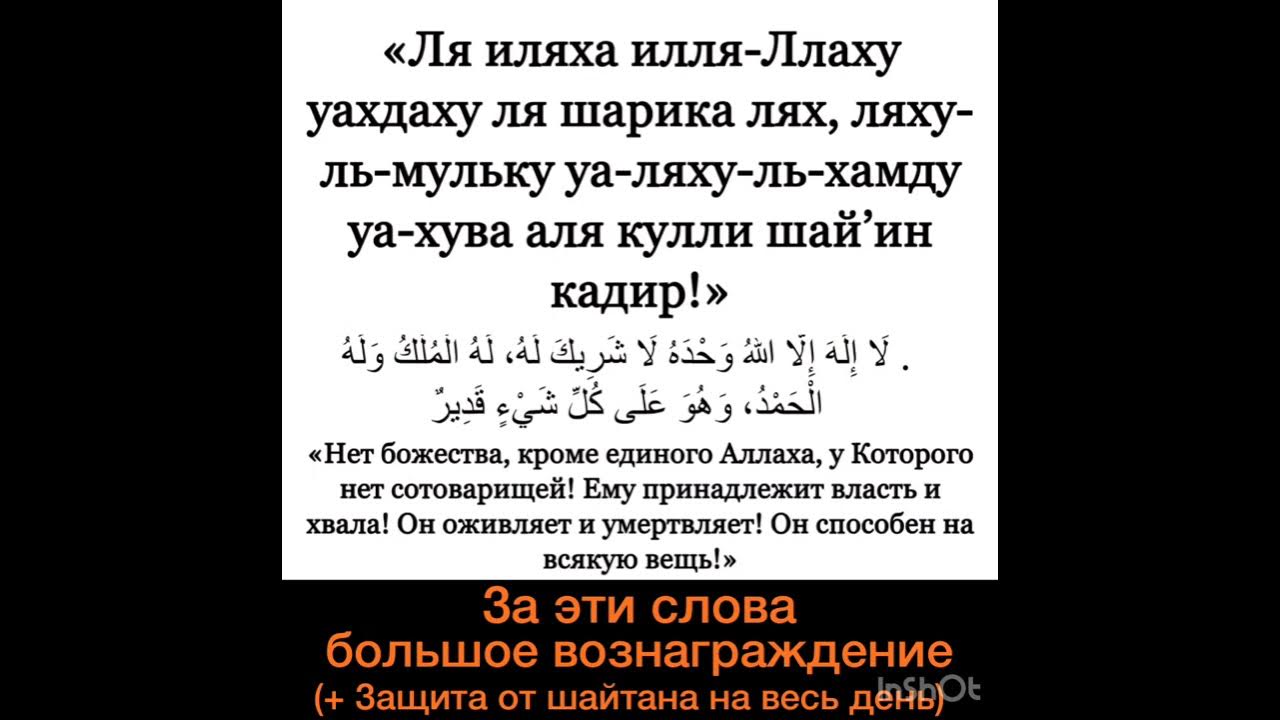 «Ля иляха илля-Ллаху
уахдаху ля шарика лях, ляху-
ль-мульку уа-ляху-ль-хамду
уа-хува аля кулли шай’ин
кадир!»
. لَا إِلَهَ إِلَّا اللهُ وَحْدَهُ لَا شَرِيكَ لَهُ، لَهُ الْمُلْكُ وَلَهُ
الْحَمْدُ، وَهُوَ عَلَى كُلِّ شَيْءٍ قَدِيرٌ
«Нет божества, кроме единого Аллаха, у Которого
нет сотоварищей! Ему принадлежит власть и
хвала! Он оживляет и умертвляет! Он способен на
всякую вещь!»
За эти слова
большое вознаграждение
(+ Защита от шайтана на весь день)
InShOt